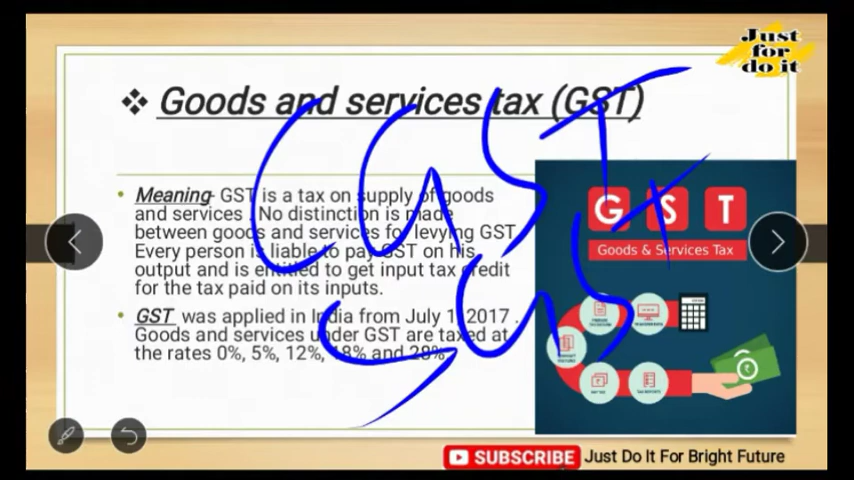 Just
for
do it
❖ Goods and services tax (GST)
• Meaning- GST is a tax on supply of goods
and services . No distinction is made
between goods and services for levying GST.
Every person is liable to pay GST on his
output and is entitled to get input tax credit
for the tax paid on its inputs.
• GST was applied in India from July 1, 2017 .
Goods and services under GST are taxed at
the rates 0%, 5%, 12%, 18% and 28%.
CGST
G S T
Goods & Services Tax
SUBSCRIBE Just Do It For Bright Future